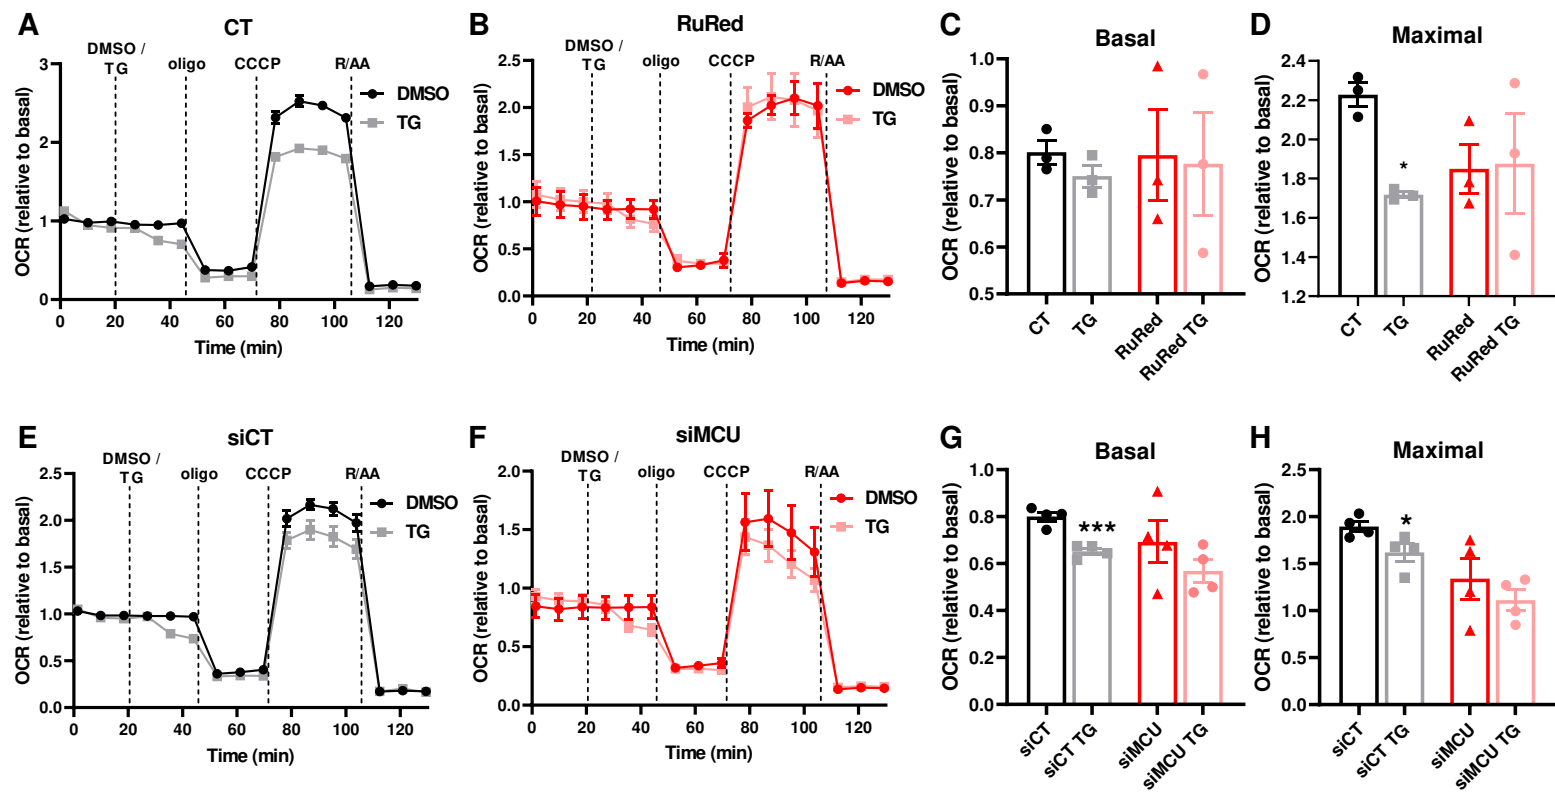 A
CT
DMSO /
TG
oligo
CCCP
R/AA
DMSO
TG
OCR (relative to basal)
3
2
1
0
0 20 40 60 80 100 120
Time (min)
B
RuRed
DMSO /
TG
oligo
CCCP
R/AA
DMSO
TG
OCR (relative to basal)
2.5
2.0
1.5
1.0
0.5
0.0
0 20 40 60 80 100 120
Time (min)
C
Basal
OCR (relative to basal)
1.0
0.9
0.8
0.7
0.6
0.5
CT
TG
RuRed
RuRed TG
D
Maximal
OCR (relative to basal)
2.4
2.2
2.0
1.8
1.6
1.4
1.2
*
CT
TG
RuRed
RuRed TG
E
siCT
DMSO /
TG
oligo
CCCP
R/AA
DMSO
TG
OCR (relative to basal)
2.5
2.0
1.5
1.0
0.5
0.0
0 20 40 60 80 100 120
Time (min)
F
siMCU
DMSO /
TG
oligo
CCCP
R/AA
DMSO
TG
OCR (relative to basal)
2.0
1.5
1.0
0.5
0.0
0 20 40 60 80 100 120
Time (min)
G
Basal
OCR (relative to basal)
1.0
0.8
0.6
0.4
0.2
0.0
***
siCT
siCT TG
siMCU
siMCU TG
H
Maximal
OCR (relative to basal)
2.5
2.0
1.5
1.0
0.5
0.0
*
siCT
siCT TG
siMCU
siMCU TG